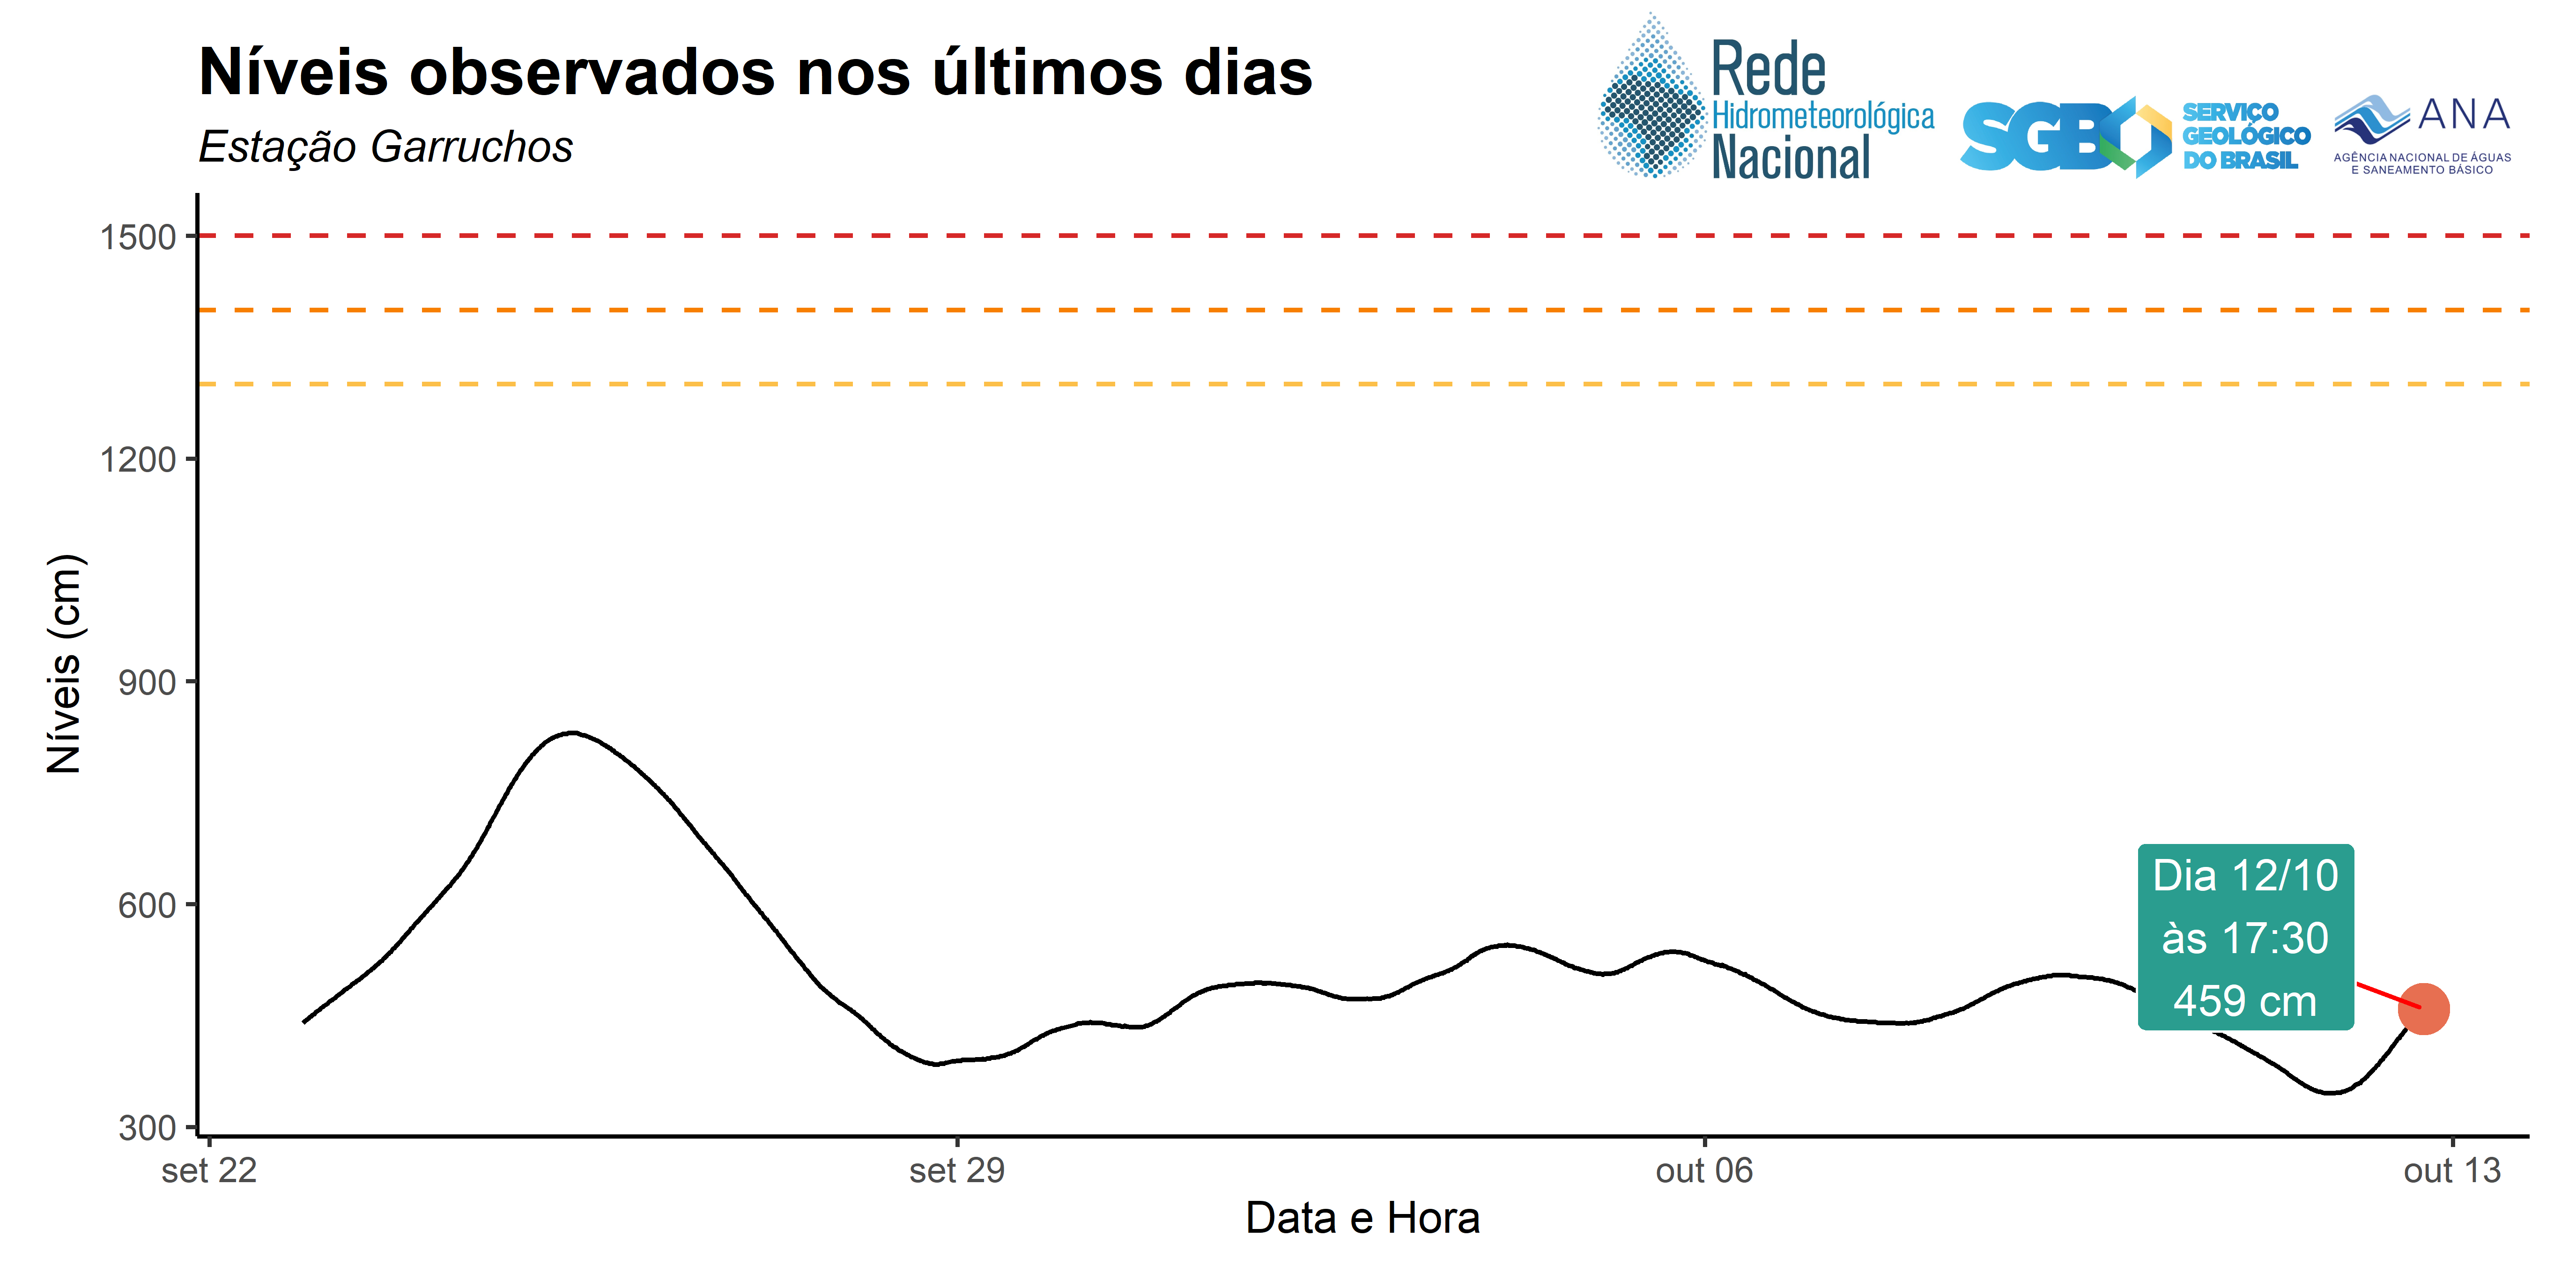 Níveis observados nos últimos dias
Estação Garruchos
Rede
Hidrometeorológica
Nacional
SGB
SERVIÇO
GEOLÓGICO
DO BRASIL
ANA
AGÊNCIA NACIONAL DE ÁGUAS
E SANEAMENTO BÁSICO
Níveis (cm)
1500
1200
900
600
300
Dia 12/10
às 17:30
459 cm
set 22
set 29
out 06
out 13
Data e Hora